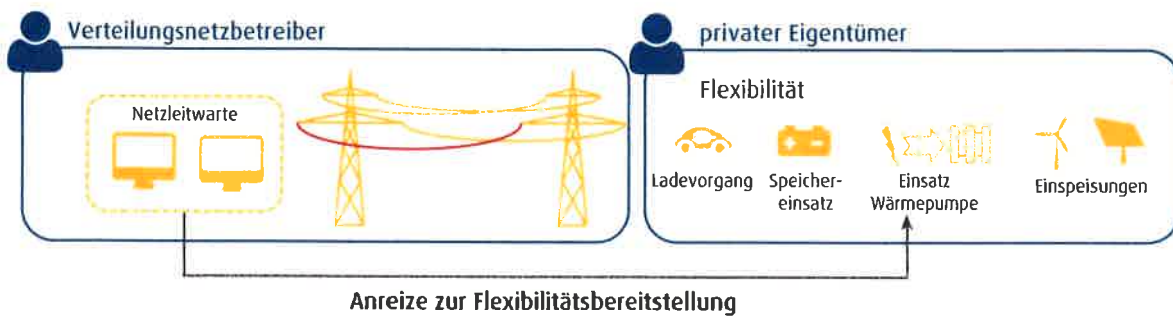 Verteilungsnetzbetreiber
Netzleitwarte
privater Eigentümer
Flexibilität
Ladevorgang
Speicher-
einsatz
Einsatz
Wärmepumpe
Einspeisungen
Anreize zur Flexibilitätsbereitstellung